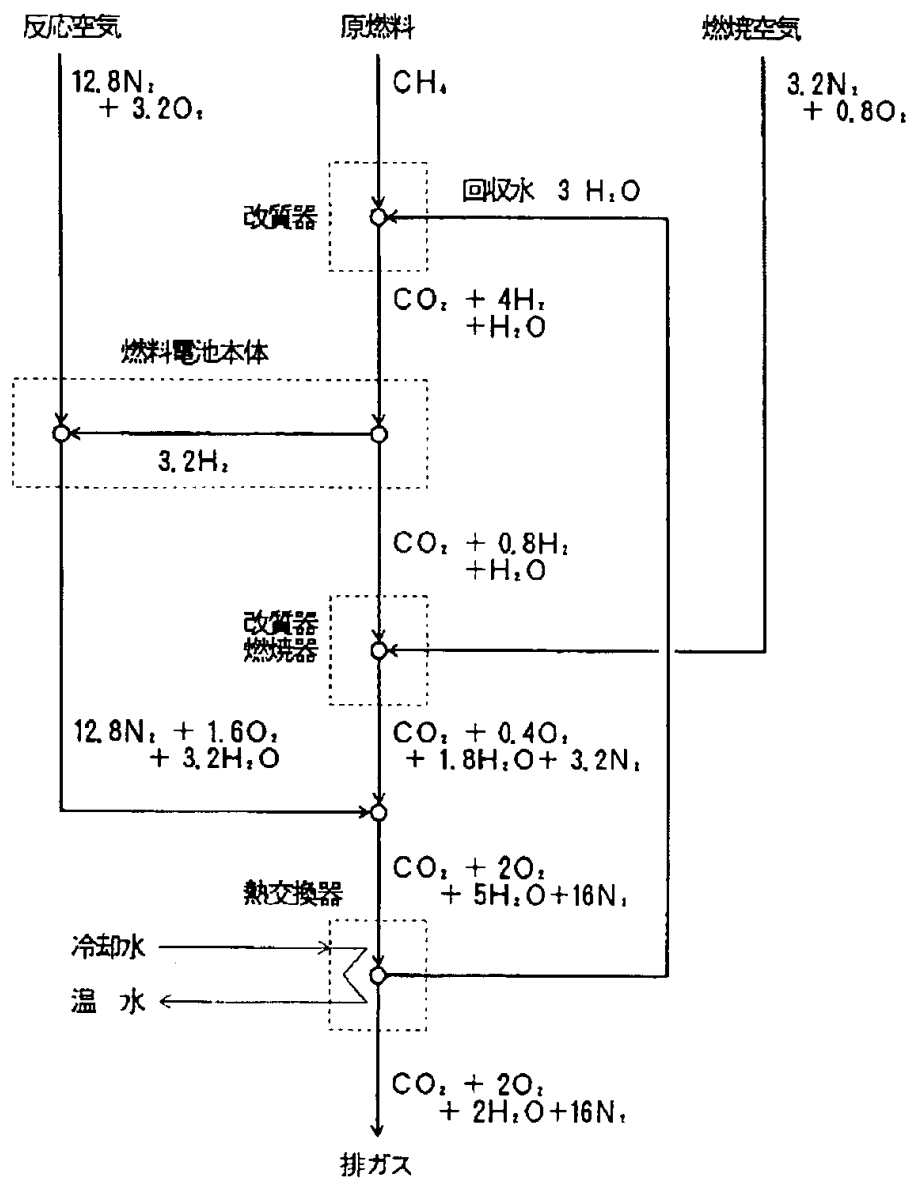 反応空気
原燃料
燃焼空気
12.8N₂
+ 3.2O₂
CH₄
3.2N₂
+ 0.8O₂
改質器
回収水 3 H₂O
CO₂ + 4H₂
+H₂O
燃料電池本体
3.2H₂
CO₂ + 0.8H₂
+H₂O
改質器
燃焼器
12.8N₂ + 1.6O₂
+ 3.2H₂O
CO₂ + 0.4O₂
+ 1.8H₂O+ 3.2N₂
CO₂ + 2O₂
+ 5H₂O+16N₂
熱交換器
冷却水
温 水
CO₂ + 2O₂
+ 2H₂O+16N₂
排ガス